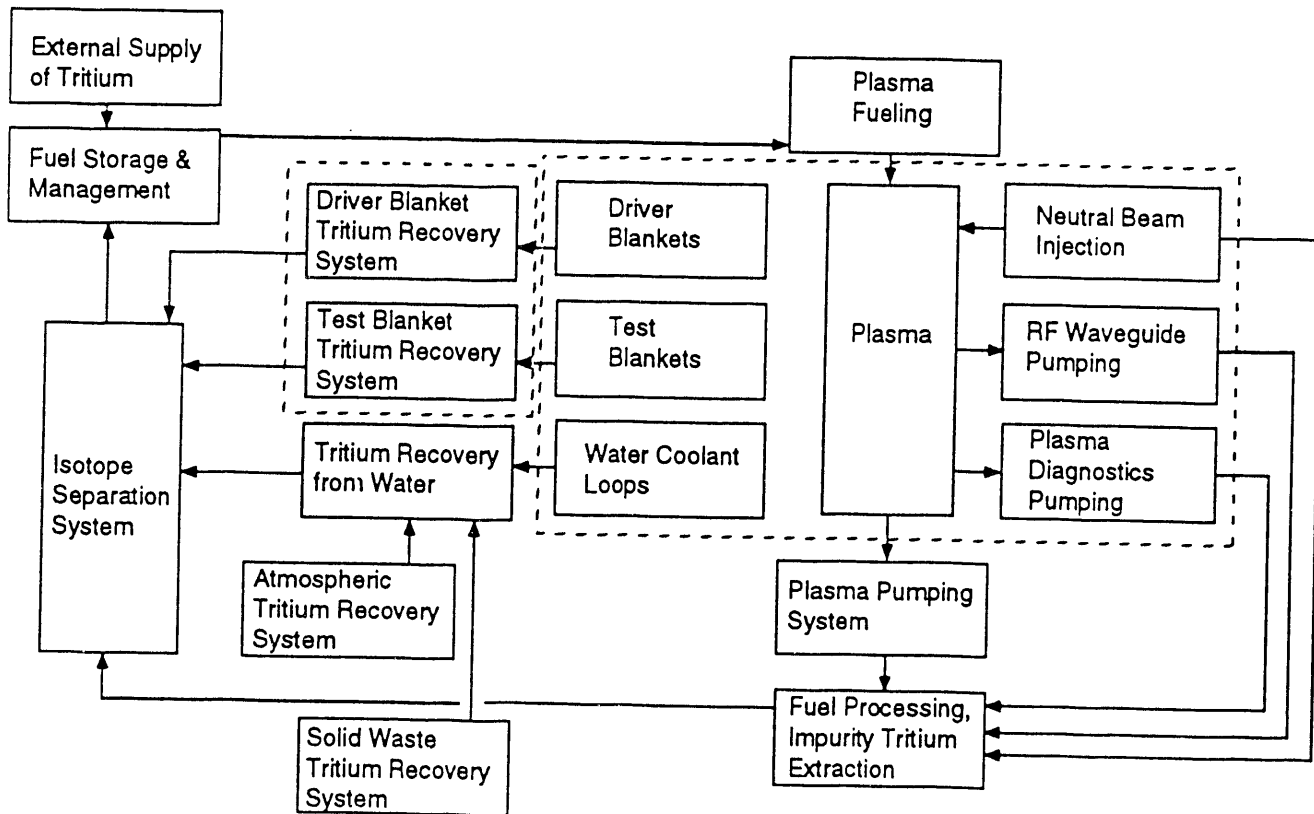 External Supply
of Tritium
Fuel Storage &
Management
Plasma
Fueling
Driver Blanket
Tritium Recovery
System
Driver
Blankets
Neutral Beam
Injection
Test Blanket
Tritium Recovery
System
Test
Blankets
Plasma
RF Waveguide
Pumping
Isotope
Separation
System
Tritium Recovery
from Water
Water Coolant
Loops
Plasma
Diagnostics
Pumping
Atmospheric
Tritium Recovery
System
Plasma Pumping
System
Solid Waste
Tritium Recovery
System
Fuel Processing,
Impurity Tritium
Extraction